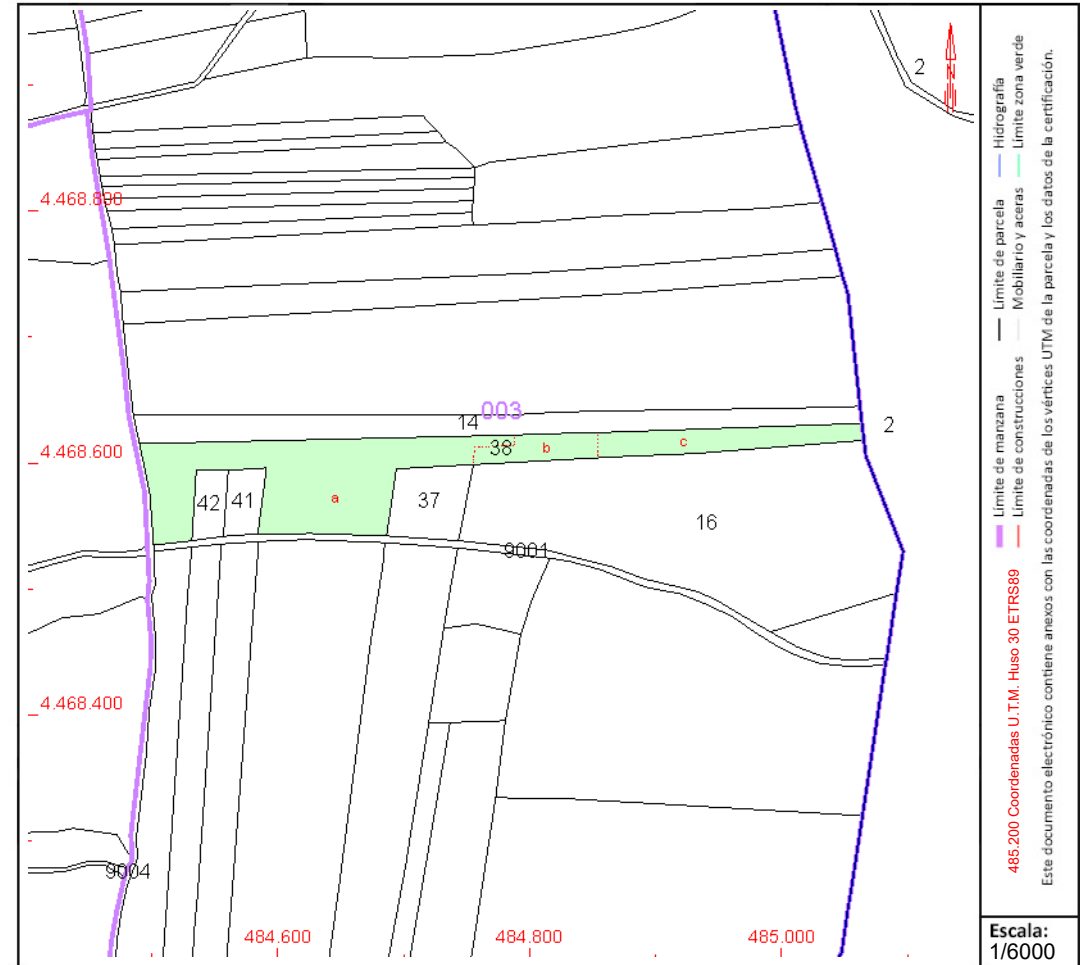 2
N
4.468.800
003
14
2
4.468.600
38
b
c
42
41
a
37
16
9001
4.468.400
9004
484.600
484.800
485.000
485.200 Coordenadas U.T.M. Huso 30 ETRS89
Límite de manzana
Límite de parcela
Hidrografía
Límite de construcciones
Mobiliario y aceras
Límite zona verde
Este documento electrónico contiene anexos con las coordenadas de los vértices UTM de la parcela y los datos de la certificación.
Escala:
1/6000